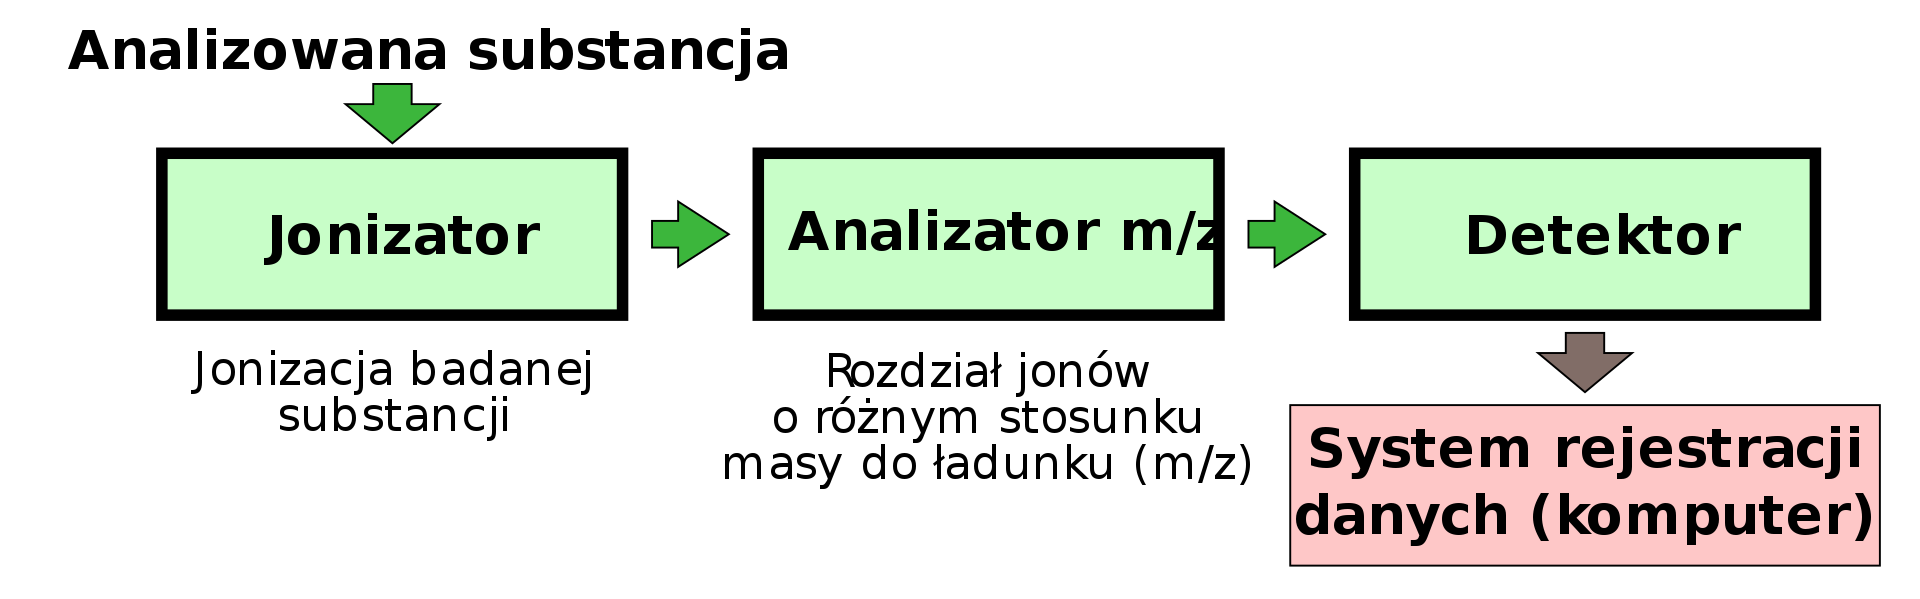 Analizowana substancja
Jonizator
Analizator m/z
Detektor
Jonizacja badanej
substancji
Rozdział jonów
o różnym stosunku
masy do ładunku (m/z)
System rejestracji
danych (komputer)